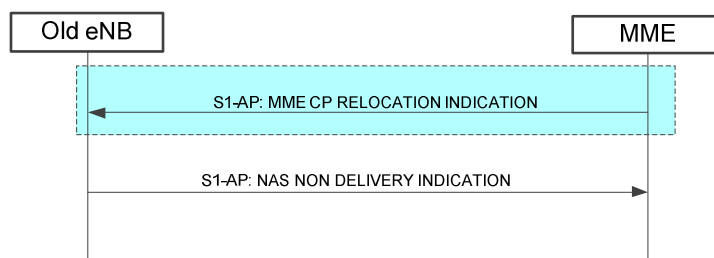 Old eNB
MME
S1-AP: MME CP RELOCATION INDICATION
S1-AP: NAS NON DELIVERY INDICATION